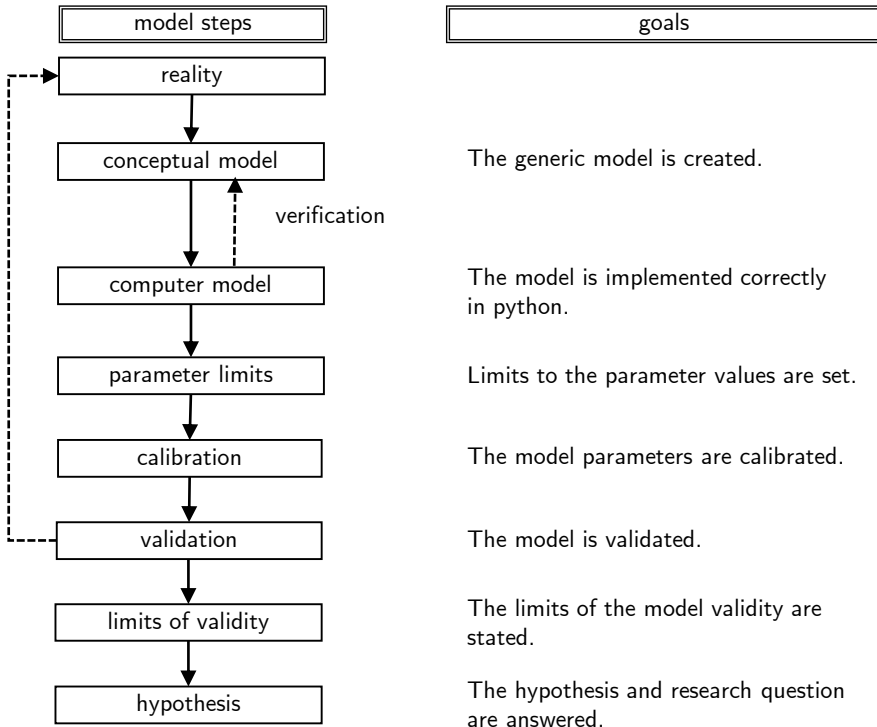 model steps
goals
reality
conceptual model
The generic model is created.
verification
computer model
The model is implemented correctly
in python.
parameter limits
Limits to the parameter values are set.
calibration
The model parameters are calibrated.
validation
The model is validated.
limits of validity
The limits of the model validity are
stated.
hypothesis
The hypothesis and research question
are answered.